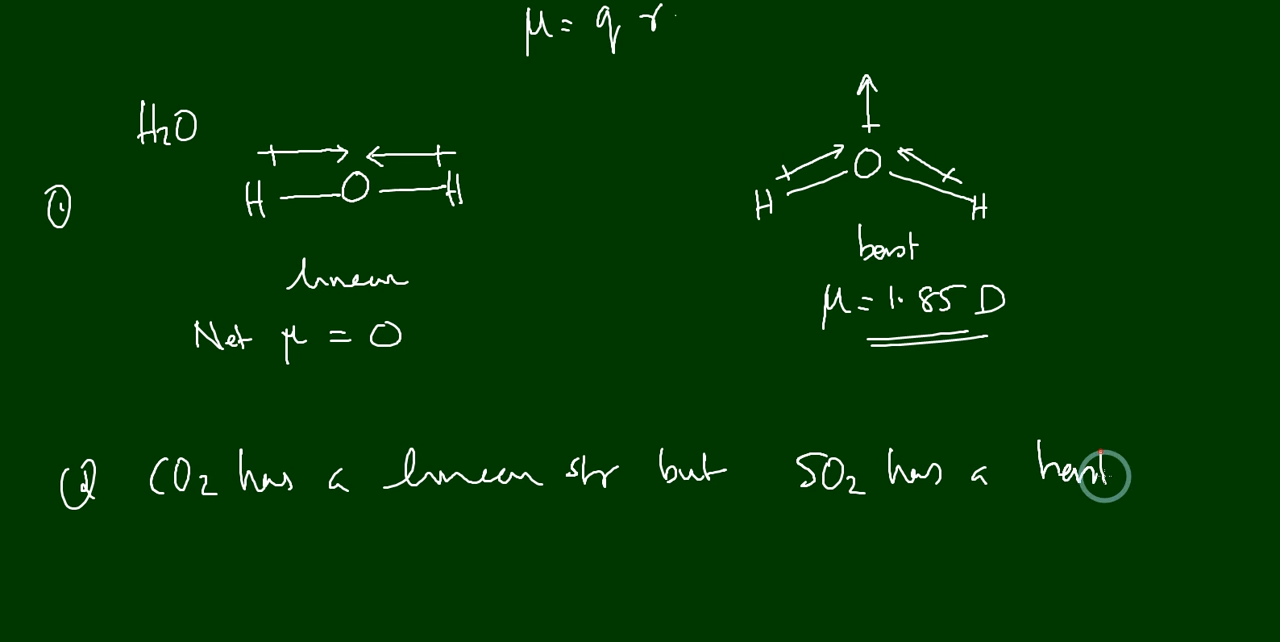 μ = q r
H₂O
①
H — O — H
H O H
linear
bent
Net μ = 0
μ = 1.85 D
② CO₂ has a linear str but SO₂ has a bent